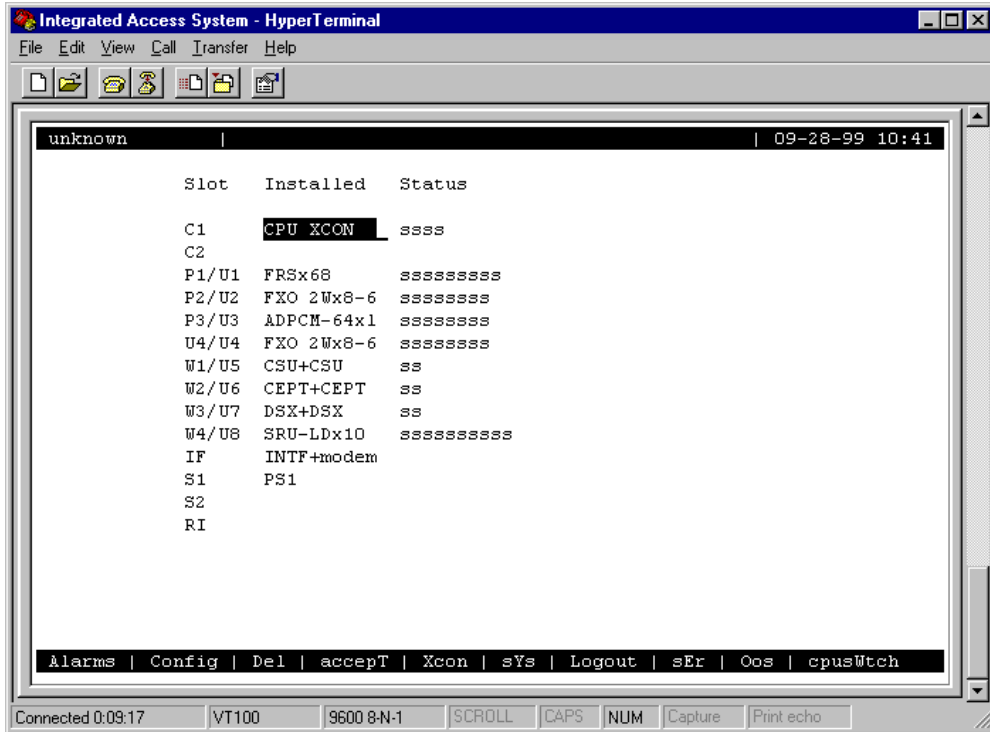 Integrated Access System - HyperTerminal
File Edit View Call Transfer Help
unknown | | 09-28-99 10:41
Slot Installed Status
C1 CPU XCON _ ssss
C2
P1/U1 FRSx68 sssssssss
P2/U2 FXO 2Wx8-6 ssssssss
P3/U3 ADPCM-64xl ssssssss
U4/U4 FXO 2Wx8-6 ssssssss
W1/U5 CSU+CSU ss
W2/U6 CEPT+CEPT ss
W3/U7 DSX+DSX ss
W4/U8 SRU-LDx10 ssssssssss
IF INTF+modem
S1 PS1
S2
RI
Alarms | Config | Del | accepT | Xcon | sYs | Logout | sEr | Oos | cpusWtch
Connected 0:09:17 VT100 9600 8-N-1 SCROLL CAPS NUM Capture Print echo